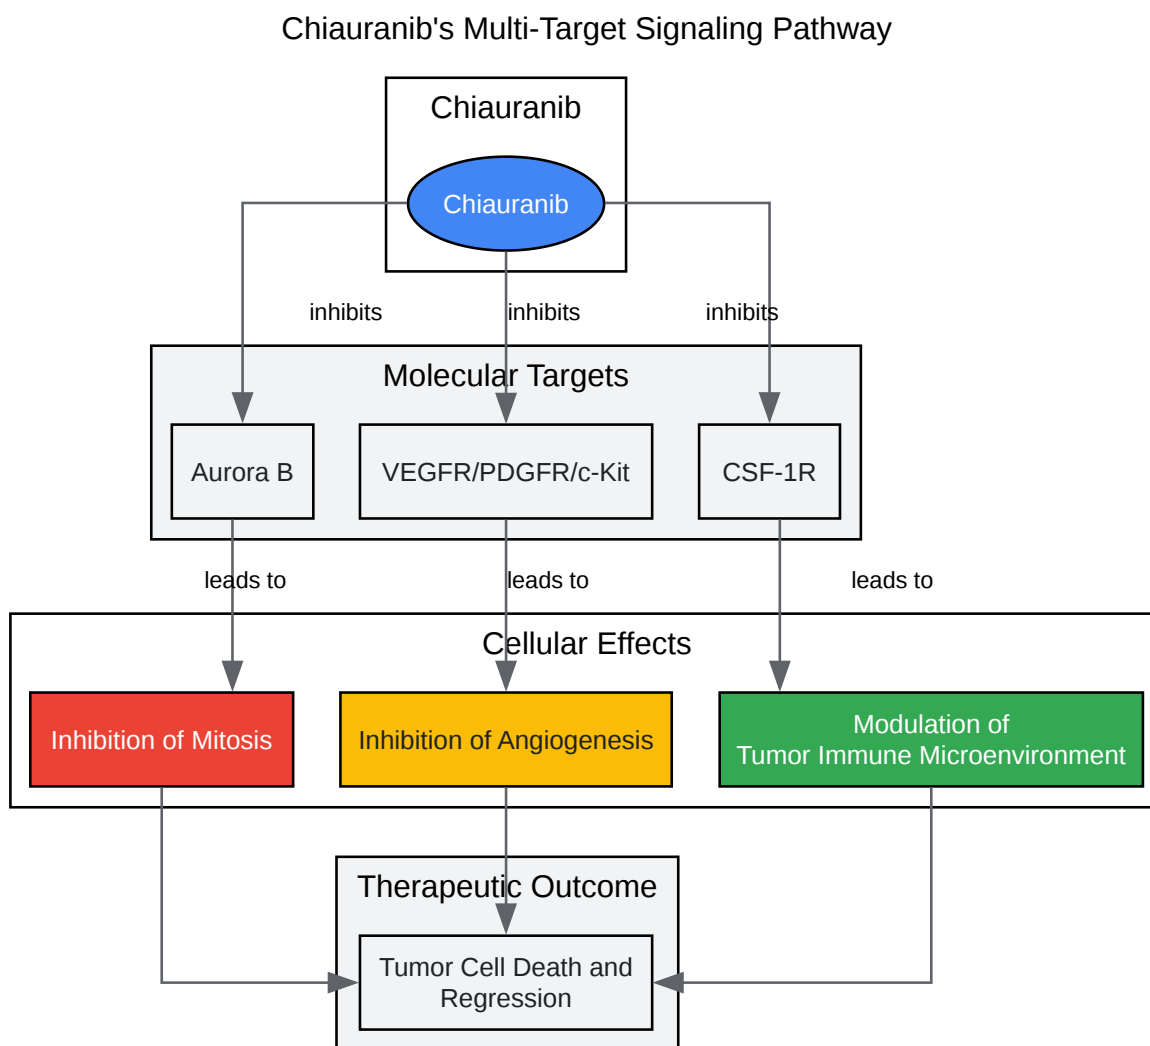 Chiauranib's Multi-Target Signaling Pathway
Chiauranib
Chiauranib
inhibits
inhibits
inhibits
Molecular Targets
Aurora B
VEGFR/PDGFR/c-Kit
CSF-1R
leads to
leads to
leads to
Cellular Effects
Inhibition of Mitosis
Inhibition of Angiogenesis
Modulation of
Tumor Immune Microenvironment
Therapeutic Outcome
Tumor Cell Death and
Regression